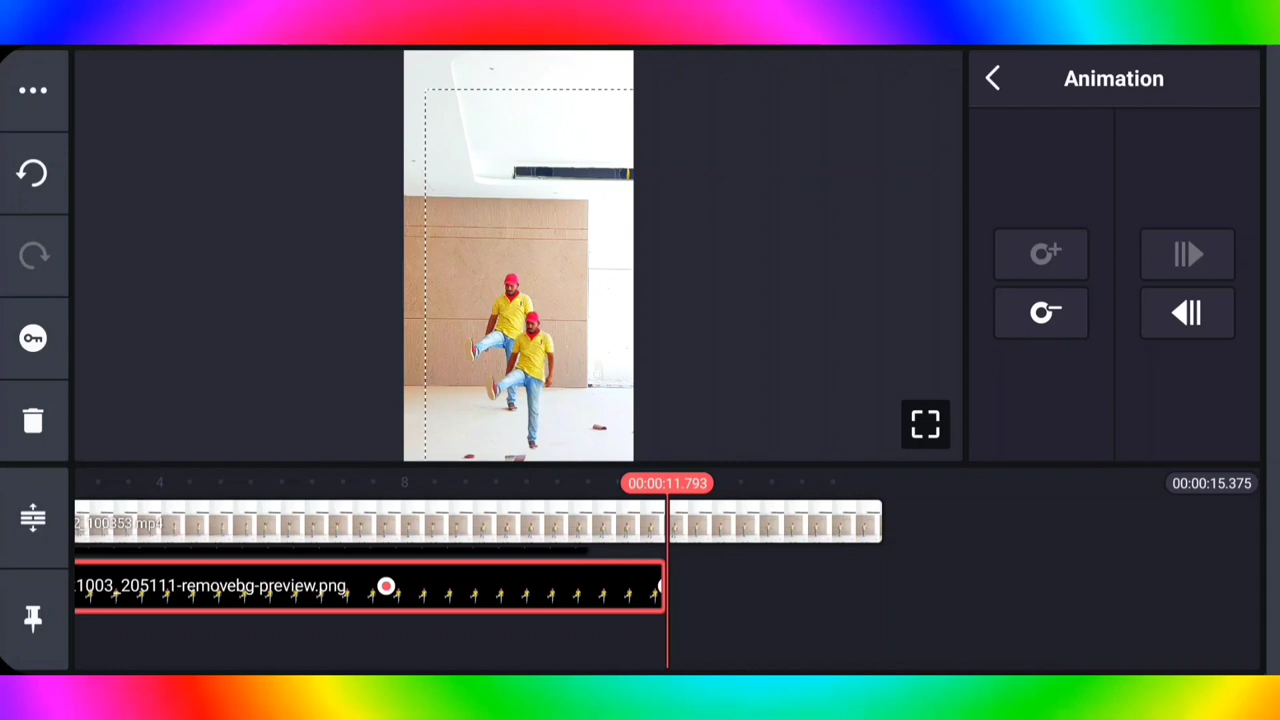 Animation
4
8
00:00:11.793
00:00:15.375
2_100353.mp4
1003_205111-removebg-preview.png